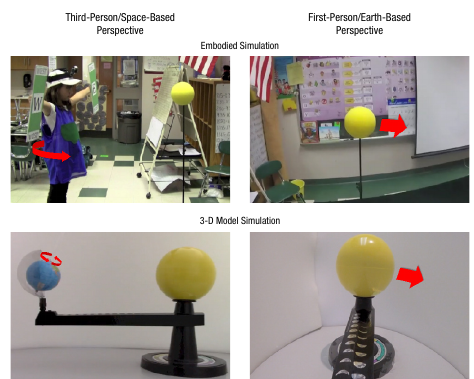 Third-Person/Space-Based
Perspective
First-Person/Earth-Based
Perspective
Embodied Simulation
3-D Model Simulation